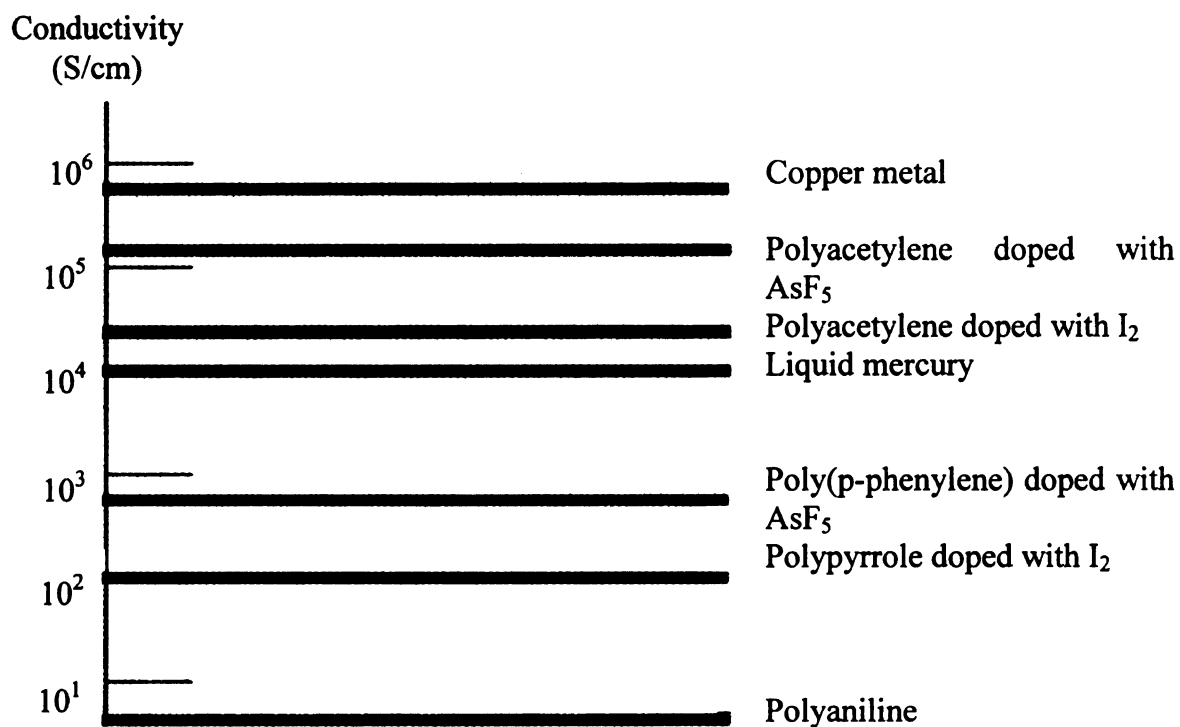 Conductivity
(S/cm)
10⁶
Copper metal
Polyacetylene doped with
AsF₅
10⁵
Polyacetylene doped with I₂
Liquid mercury
10⁴
Poly(p-phenylene) doped with
AsF₅
10³
Polypyrrole doped with I₂
10²
10¹
Polyaniline